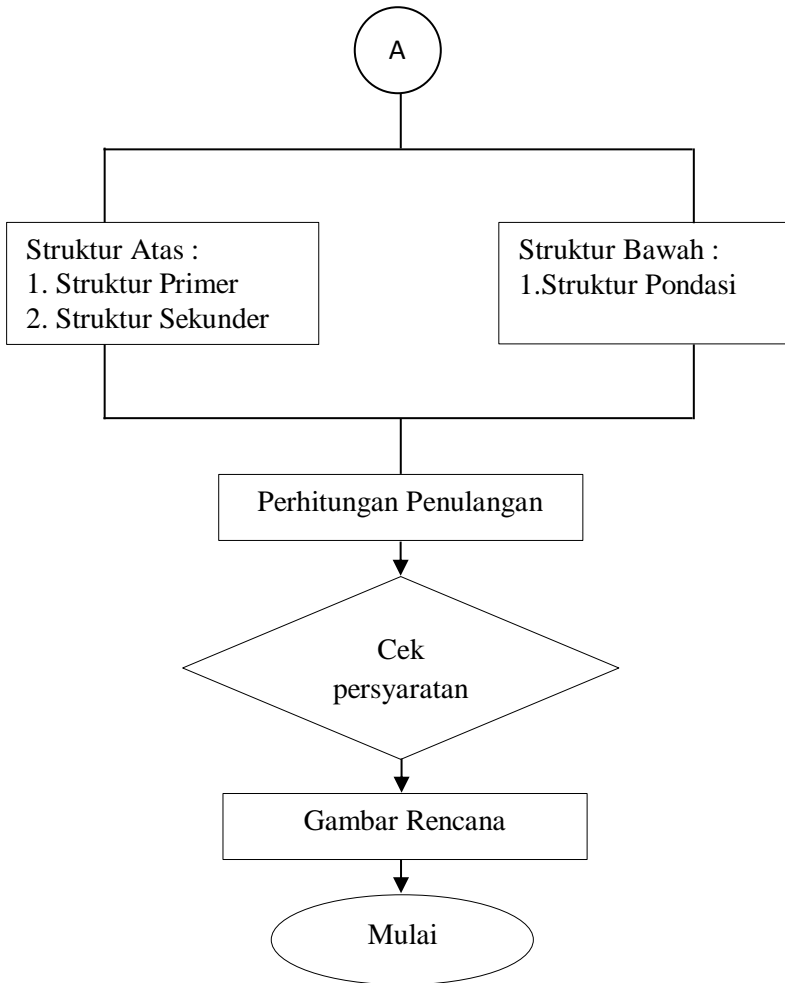 A
Struktur Atas :
1. Struktur Primer
2. Struktur Sekunder
Struktur Bawah :
1.Struktur Pondasi
Perhitungan Penulangan
Cek
persyaratan
Gambar Rencana
Mulai